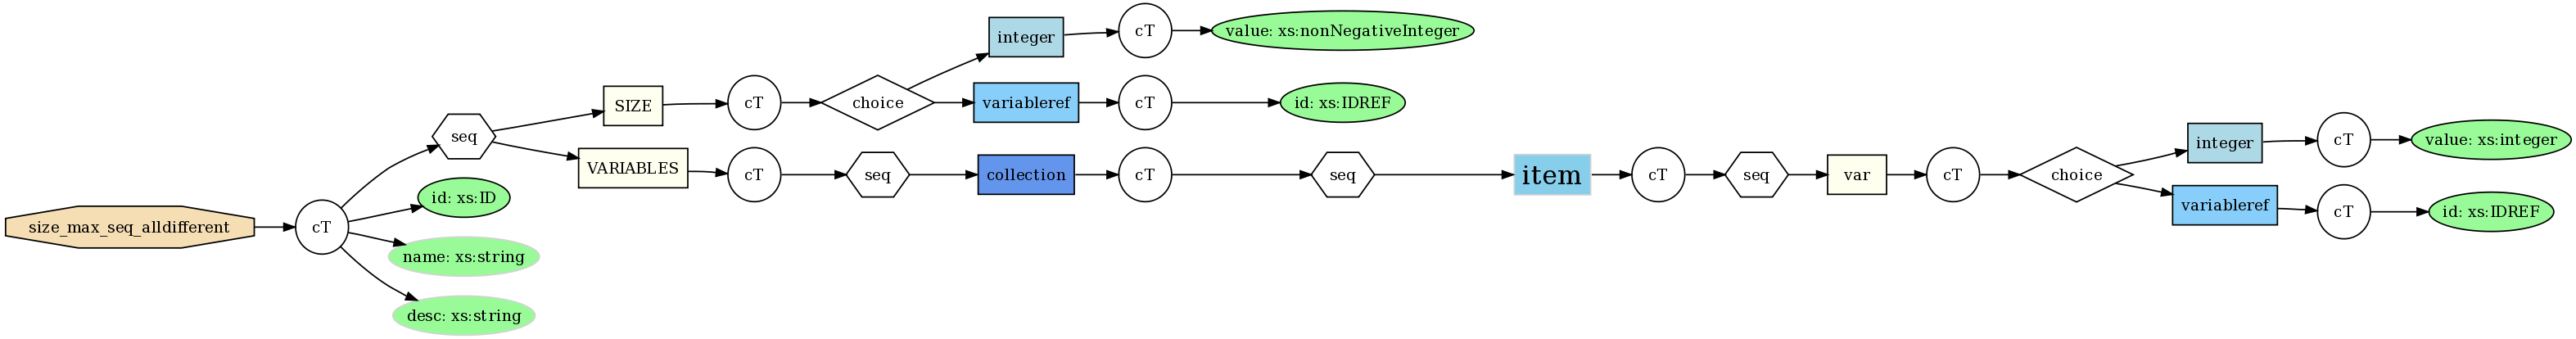 size_max_seq_alldifferent
cT
seq
id: xs:ID
name: xs:string
desc: xs:string
SIZE
cT
choice
integer
cT
value: xs:nonNegativeInteger
variableref
cT
id: xs:IDREF
VARIABLES
cT
seq
collection
cT
seq
item
cT
seq
var
cT
choice
integer
cT
value: xs:integer
variableref
cT
id: xs:IDREF